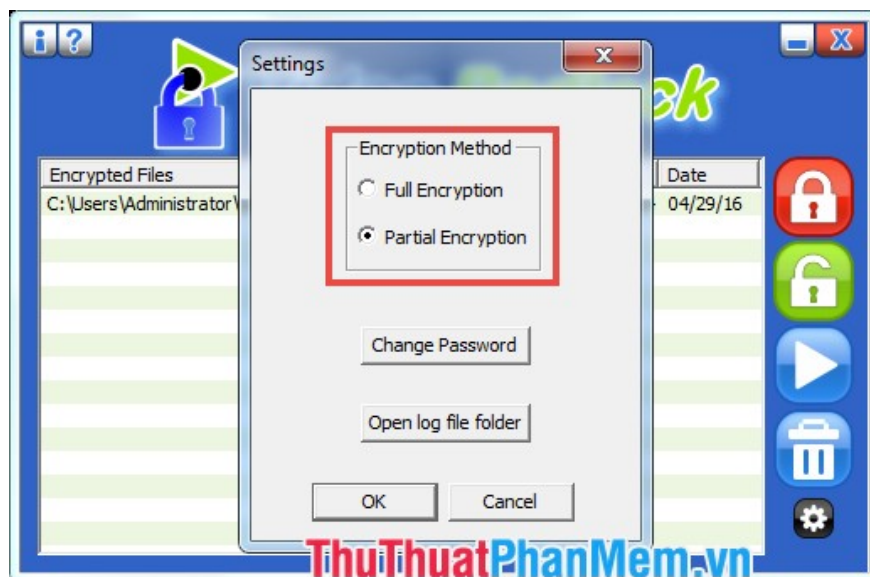 Settings
Encryption Method
Full Encryption
Partial Encryption
Encrypted Files
Date
C:\Users\Administrator\
04/29/16
Change Password
Open log file folder
OK
Cancel
ThuThuatPhanMem.vn